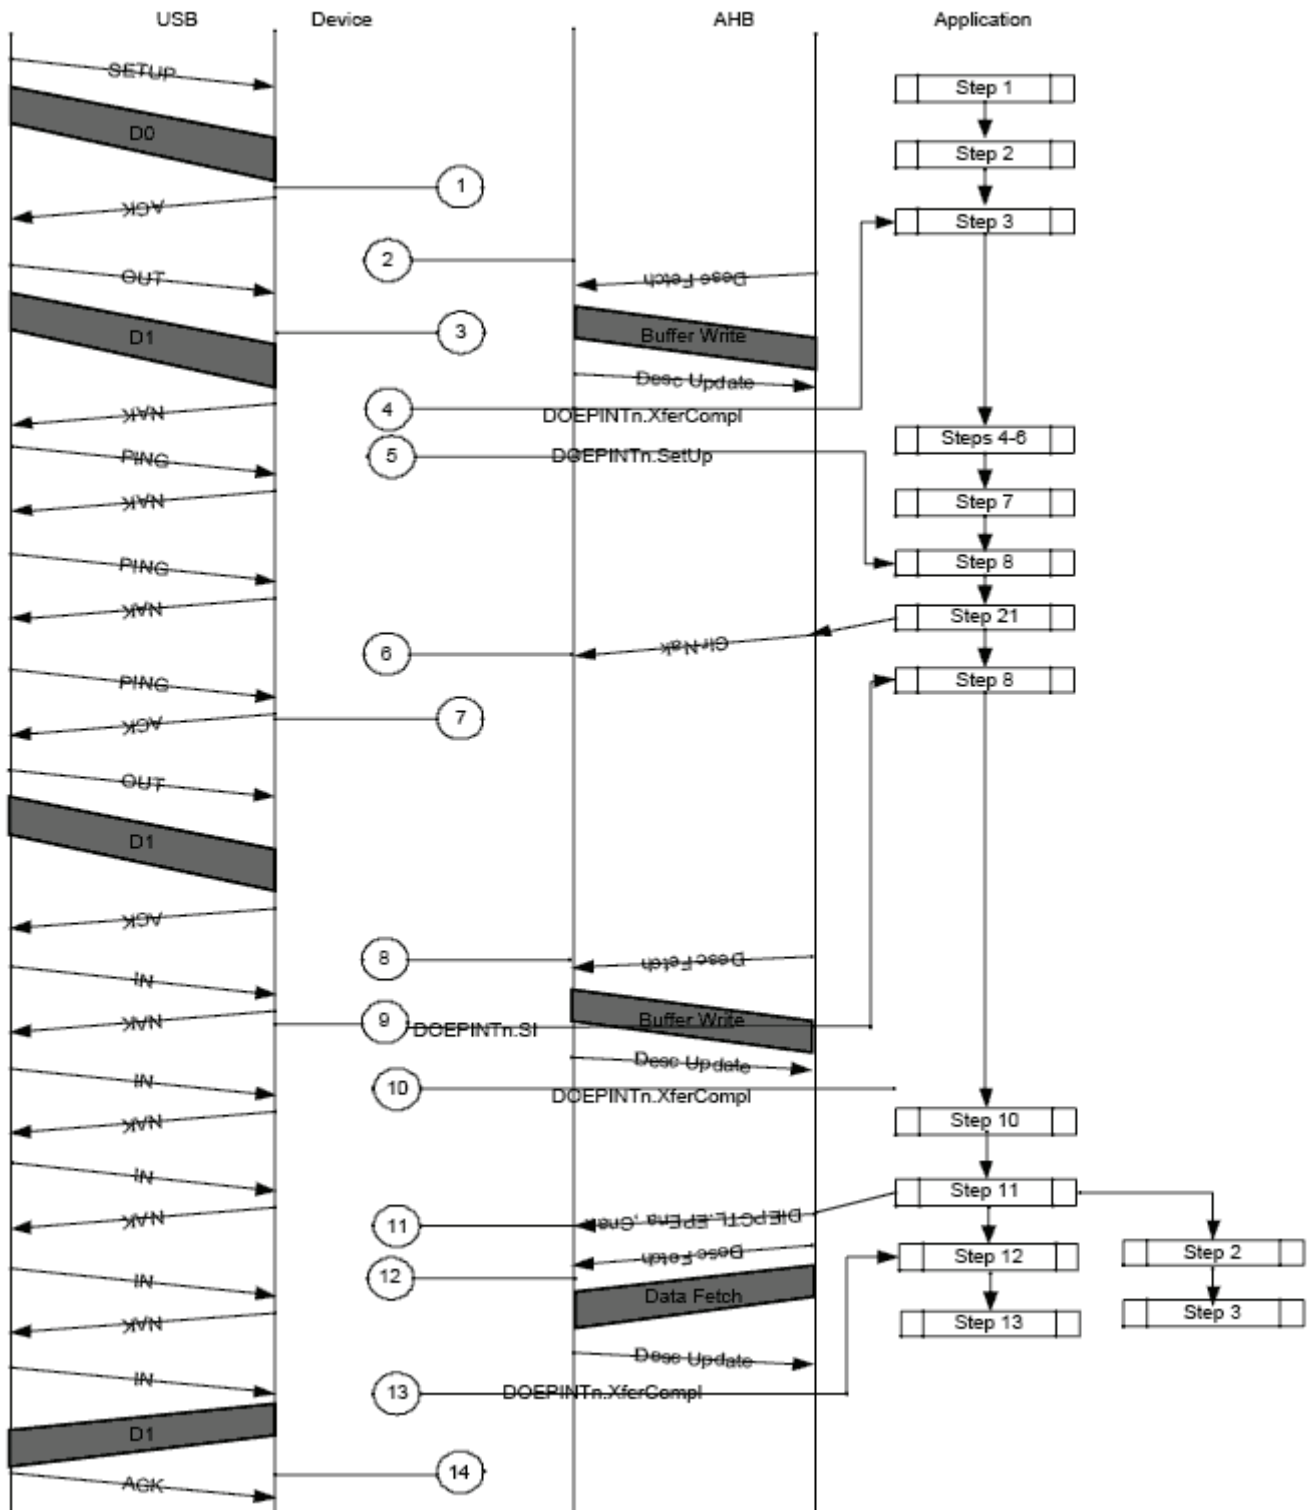 USB Device AHB Application
SETUP
Step 1
D0
Step 2
1
ACK
Step 3
2
OUT
Desc Fetch
3
D1
Buffer Write
Desc Update
4
NAK
DOEPINTn.XferCompl
Steps 4-6
5
PING
DOEPINTn.SetUp
NAK
Step 7
PING
Step 8
NAK
Step 21
ClrNak
6
PING
Step 8
7
ACK
OUT
D1
ACK
8
Desc Fetch
IN
9
NAK
DOEPINTn.SI
Buffer Write
Desc Update
IN
10
DOEPINTn.XferCompl
NAK
Step 10
IN
Step 11
NAK
11
DIEPCTL.EPEna, Cnak
Desc Fetch
Step 12
Step 2
IN
12
Data Fetch
NAK
Step 13
Step 3
Desc Update
IN
13
DOEPINTn.XferCompl
D1
14
ACK